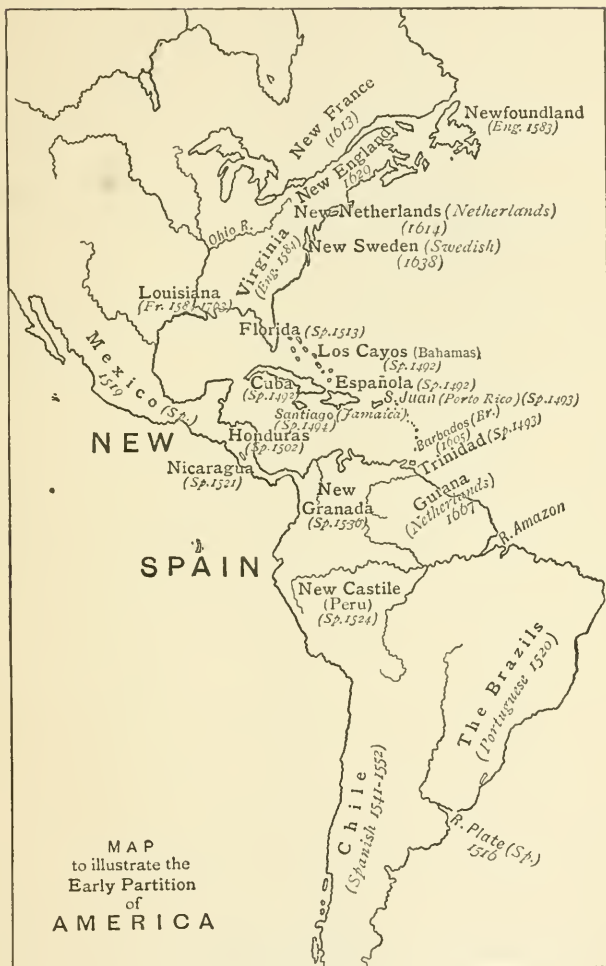 New France
(1613)
Newfoundland
(Eng. 1583)
New England
1620
New Netherlands (Netherlands)
(1614)
Ohio R.
Virginia
(Eng. 1584)
New Sweden (Swedish)
(1638)
Louisiana
Florida (Sp. 1513)
Los Cayos (Bahamas)
(Sp. 1492)
Mexico (Sp.)
1519
Cuba
(Sp. 1492)
Española (Sp. 1492)
S. Juan (Porto Rico) (Sp. 1493)
Santiago (Jamaica)
(Sp. 1494)
Barbados (Br.)
(1605)
Trinidad (Sp. 1493)
NEW
Honduras
(Sp. 1502)
Nicaragua
(Sp. 1521)
New
Granada
(Sp. 1536)
Guiana
(Netherlands)
1667
R. Amazon
SPAIN
New Castile
(Peru)
(Sp. 1524)
The Brazils
(Portuguese 1520)
Chile
(Spanish 1541-1552)
R. Plate (Sp.)
1516
MAP
to illustrate the
Early Partition
of
AMERICA